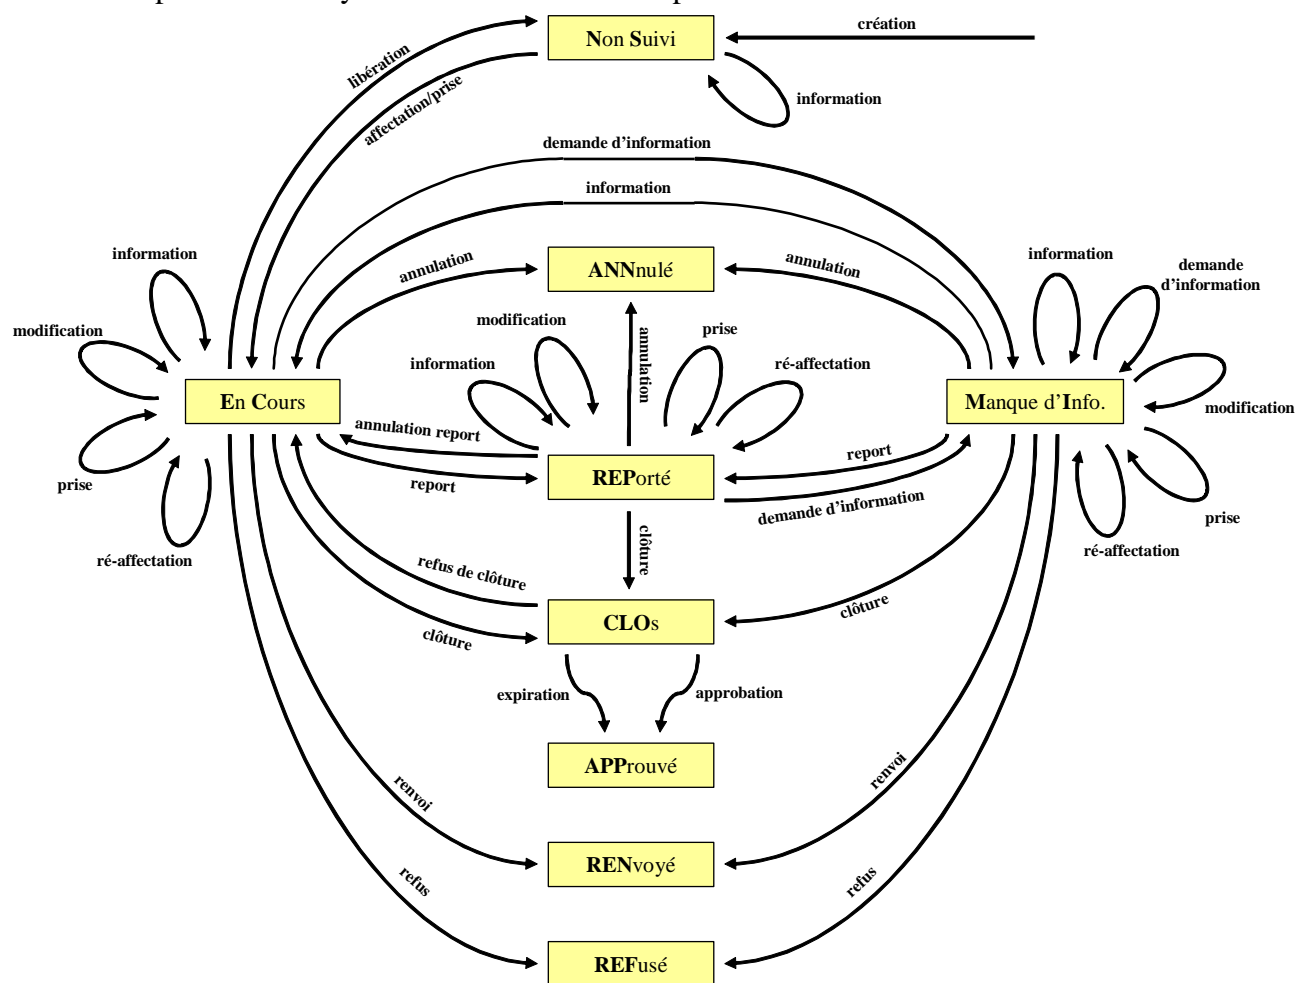 Non Suivi
création
libération
affectation/prise
information
demande d'information
information
information
annulation
ANNnulé
annulation
information
demande
d'information
modification
modification
prise
information
annulation
ré-affectation
modification
En Cours
Manque d'Info.
annulation report
report
REPorté
report
demande d'information
prise
ré-affectation
prise
ré-affectation
clôture
refus de clôture
clôture
CLOs
clôture
expiration
approbation
APProuvé
renvoi
renvoi
RENvoyé
refus
refus
REFusé